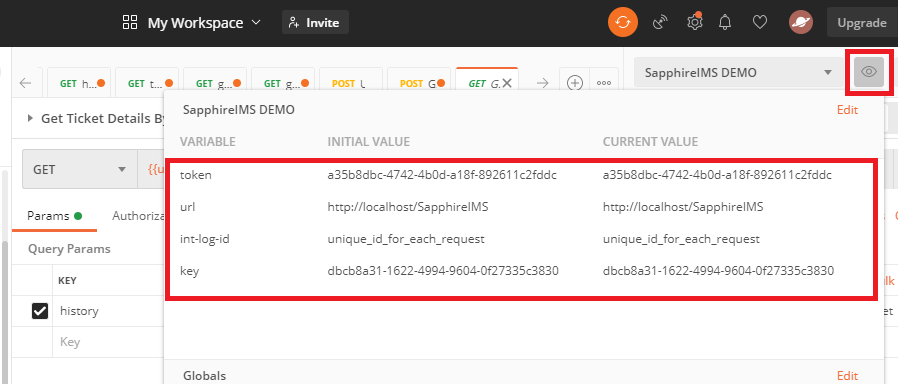 My Workspace Invite Upgrade
GET h... GET t... GET g... GET g... POST POST G GET G. SapphireIMS DEMO
Get Ticket Details By SapphireIMS DEMO Edit
VARIABLE INITIAL VALUE CURRENT VALUE
GET {{u
token a35b8dbc-4742-4b0d-a18f-892611c2fddc a35b8dbc-4742-4b0d-a18f-892611c2fddc
url http://localhost/SapphireIMS http://localhost/SapphireIMS
Params Authoriza
int-log-id unique_id_for_each_request unique_id_for_each_request
Query Params
key dbcb8a31-1622-4994-9604-0f27335c3830 dbcb8a31-1622-4994-9604-0f27335c3830
KEY
history
Key
Globals Edit